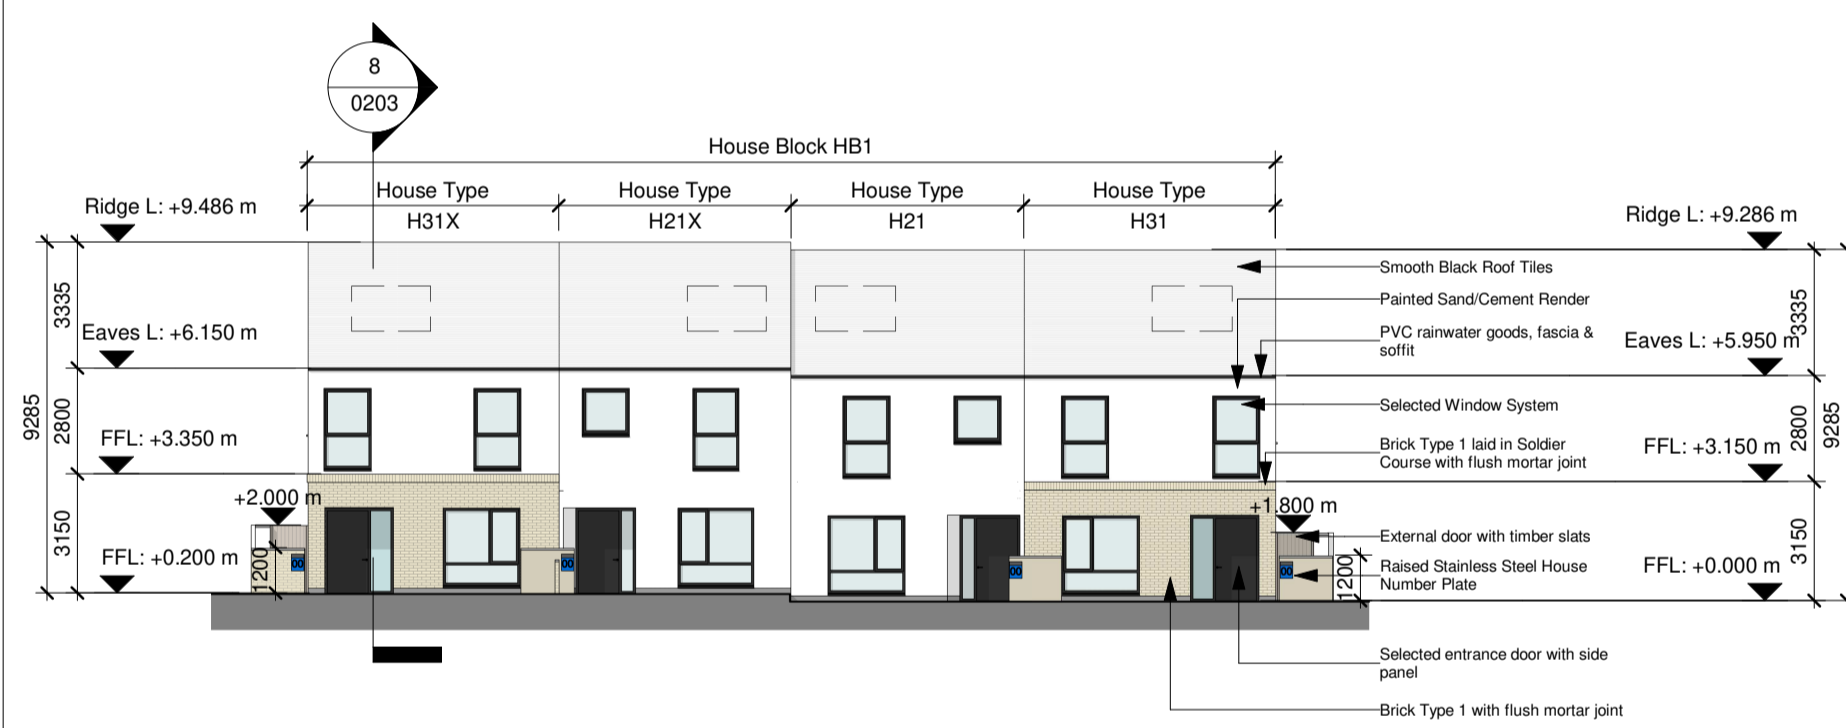 8
0203
House Block HB1
House Type
H31X
House Type
H21X
House Type
H21
House Type
H31
Ridge L: +9.486 m
Eaves L: +6.150 m
FFL: +3.350 m
+2.000 m
FFL: +0.200 m
3335
2800
3150
9285
1200
00
00
00
00
Smooth Black Roof Tiles
Painted Sand/Cement Render
PVC rainwater goods, fascia &
soffit
Selected Window System
Brick Type 1 laid in Soldier
Course with flush mortar joint
External door with timber slats
Raised Stainless Steel House
Number Plate
Selected entrance door with side
panel
Brick Type 1 with flush mortar joint
Ridge L: +9.286 m
Eaves L: +5.950 m
FFL: +3.150 m
+1.800 m
FFL: +0.000 m
1200
3335
2800
3150
9285